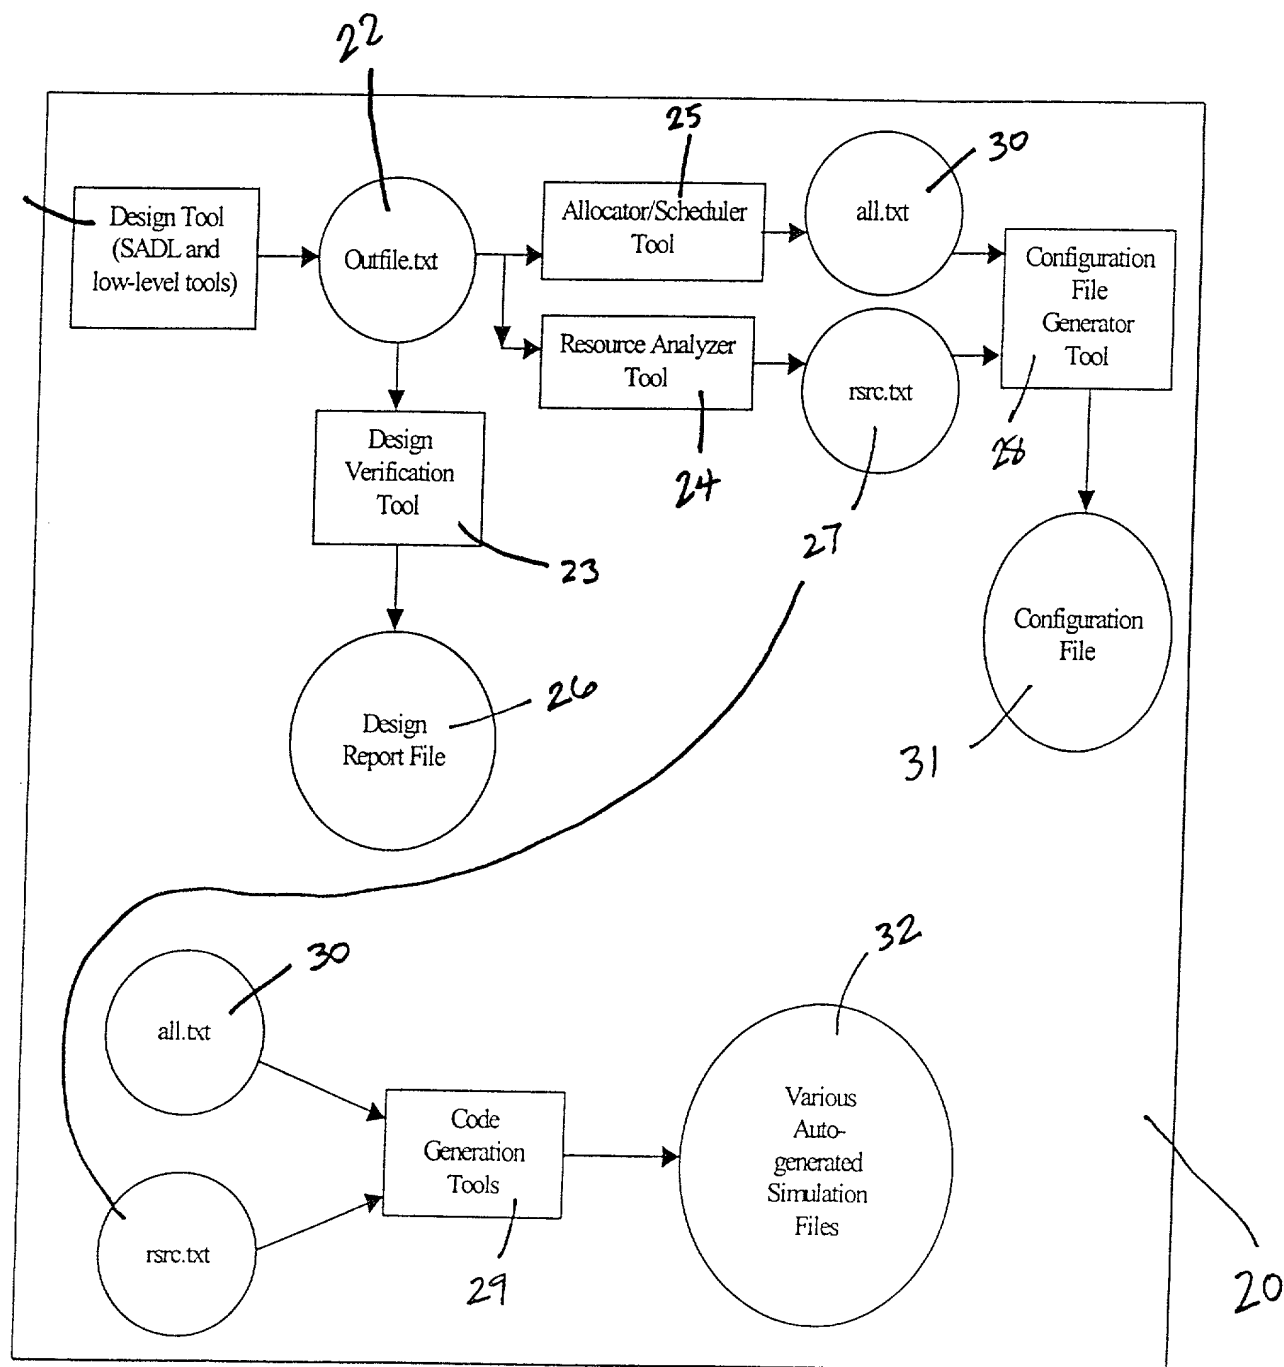 22
25
30
Design Tool
(SADL and
low-level tools)
Outfile.txt
Allocator/Scheduler
Tool
all.txt
Configuration
File
Generator
Tool
Resource Analyzer
Tool
rsrc.txt
28
24
27
Design
Verification
Tool
23
Configuration
File
31
26
Design
Report File
32
30
all.txt
Various
Auto-
generated
Simulation
Files
Code
Generation
Tools
rsrc.txt
29
20